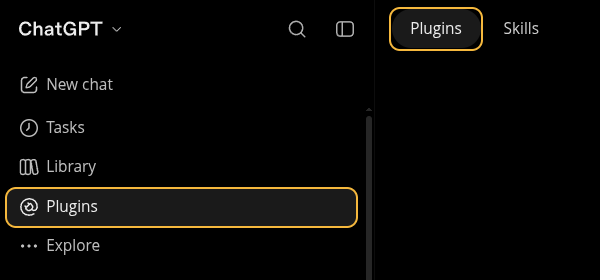 ChatGPT
New chat
Tasks
Library
Plugins
Explore
Plugins
Skills